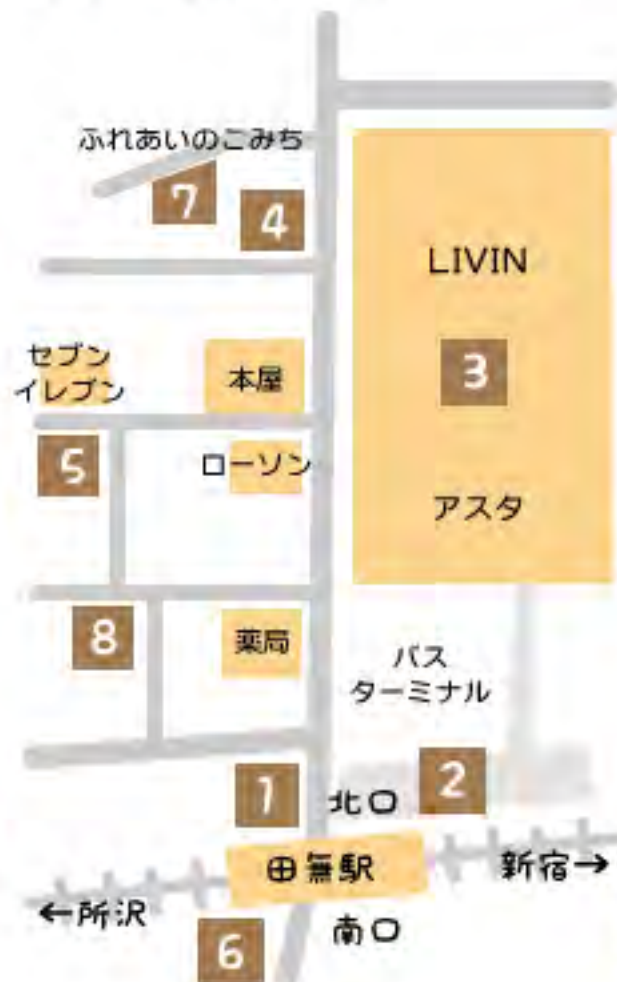 ふれあいのこみち
7
4
LIVIN
セブン
イレブン
本屋
3
5
ローソン
アスタ
8
薬局
バス
ターミナル
1
北口
2
田無駅
新宿→
←所沢
南口
6